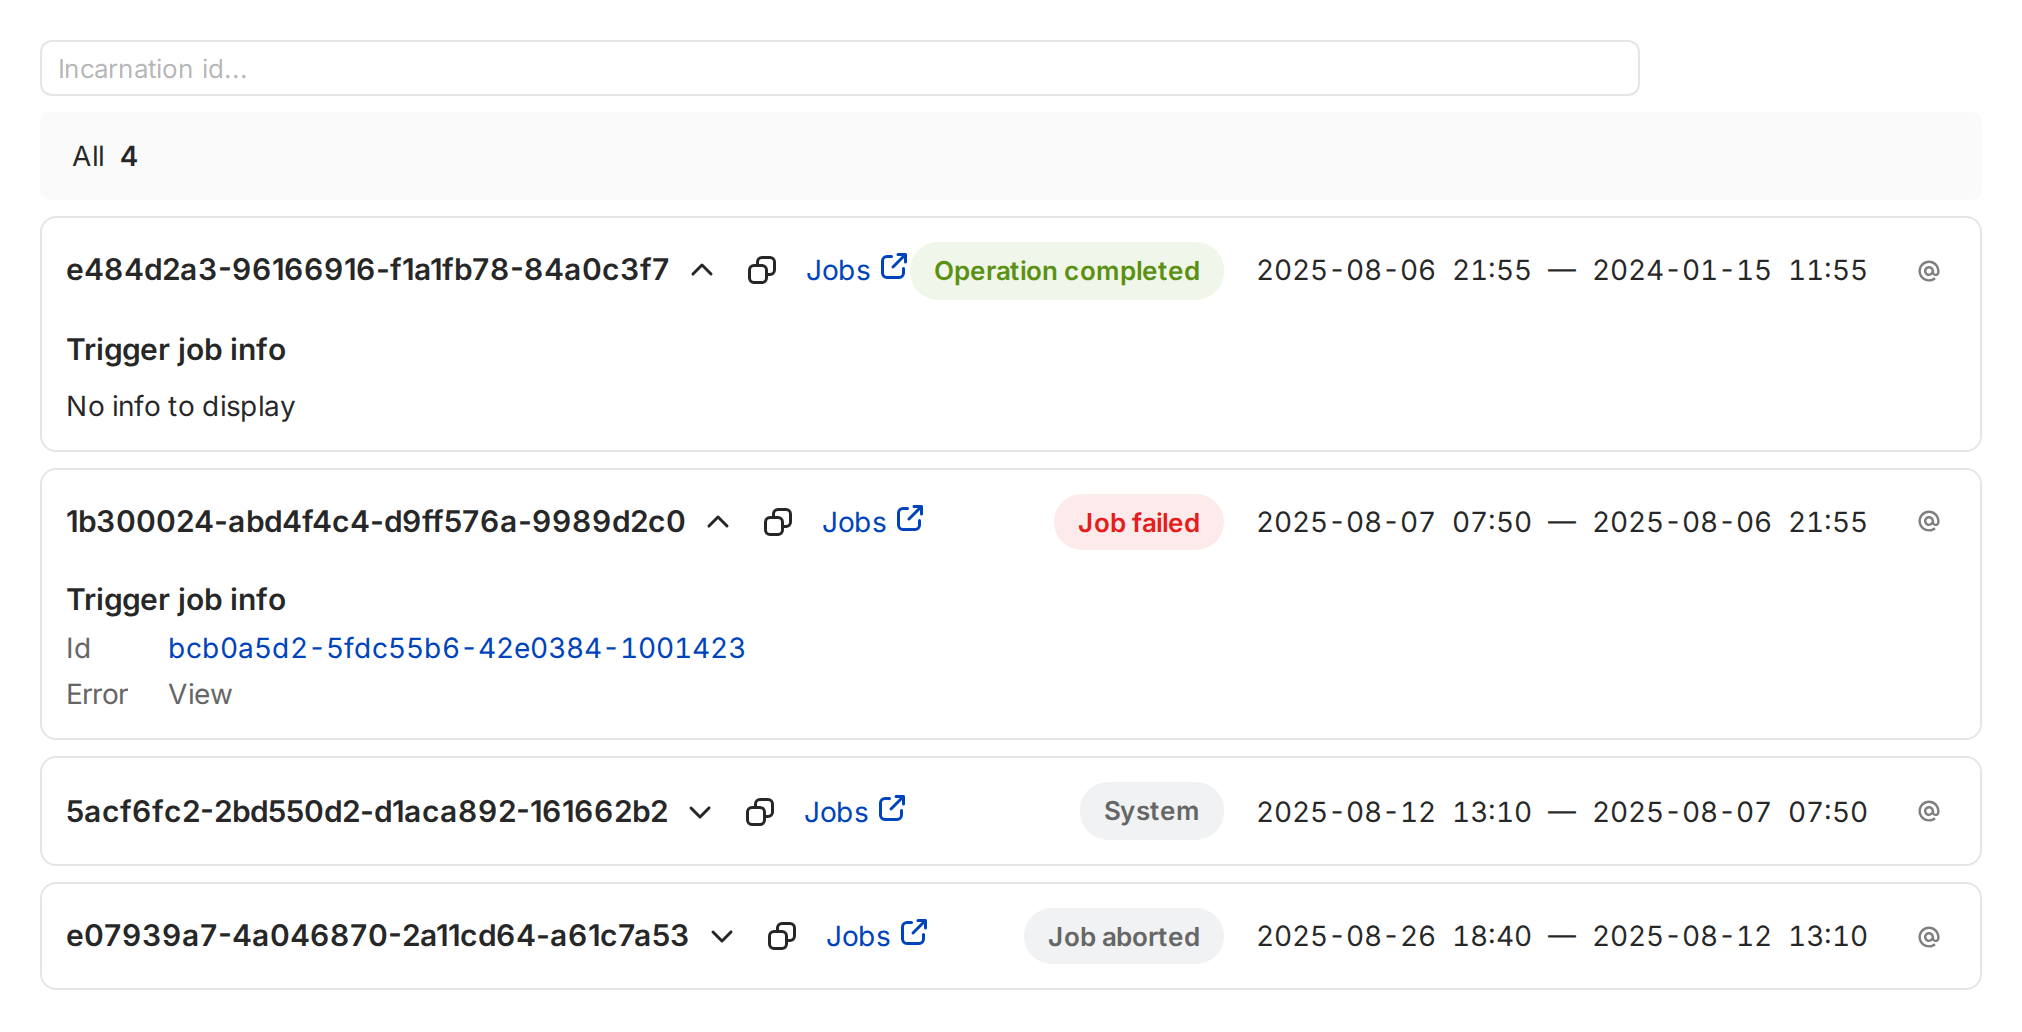 Incarnation id...
All 4
e484d2a3-96166916-f1a1fb78-84a0c3f7 Jobs Operation completed 2025-08-06 21:55 — 2024-01-15 11:55 @
Trigger job info
No info to display
1b300024-abd4f4c4-d9ff576a-9989d2c0 Jobs Job failed 2025-08-07 07:50 — 2025-08-06 21:55 @
Trigger job info
Id bcb0a5d2-5fdc55b6-42e0384-1001423
Error View
5acf6fc2-2bd550d2-d1aca892-161662b2 Jobs System 2025-08-12 13:10 — 2025-08-07 07:50 @
e07939a7-4a046870-2a11cd64-a61c7a53 Jobs Job aborted 2025-08-26 18:40 — 2025-08-12 13:10 @